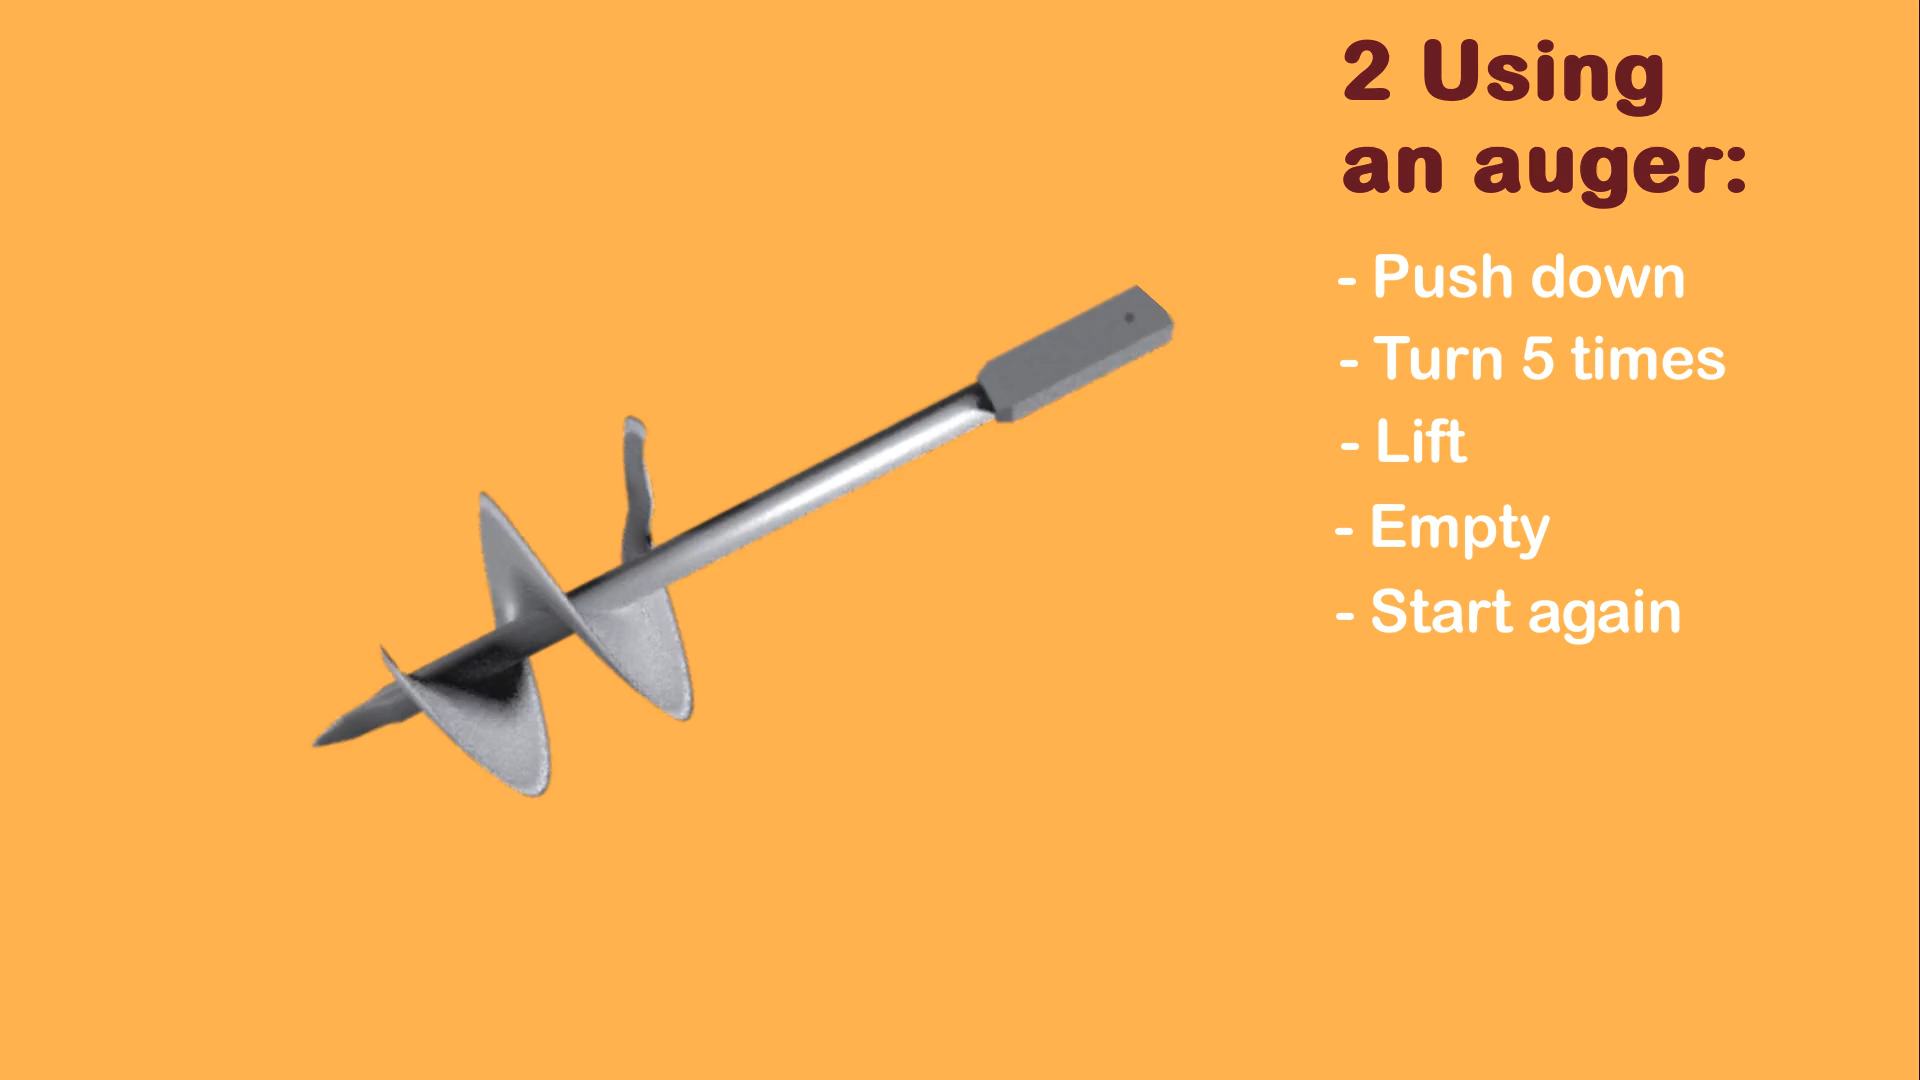 2 Using
an auger:
- Push down
- Turn 5 times
- Lift
- Empty
- Start again